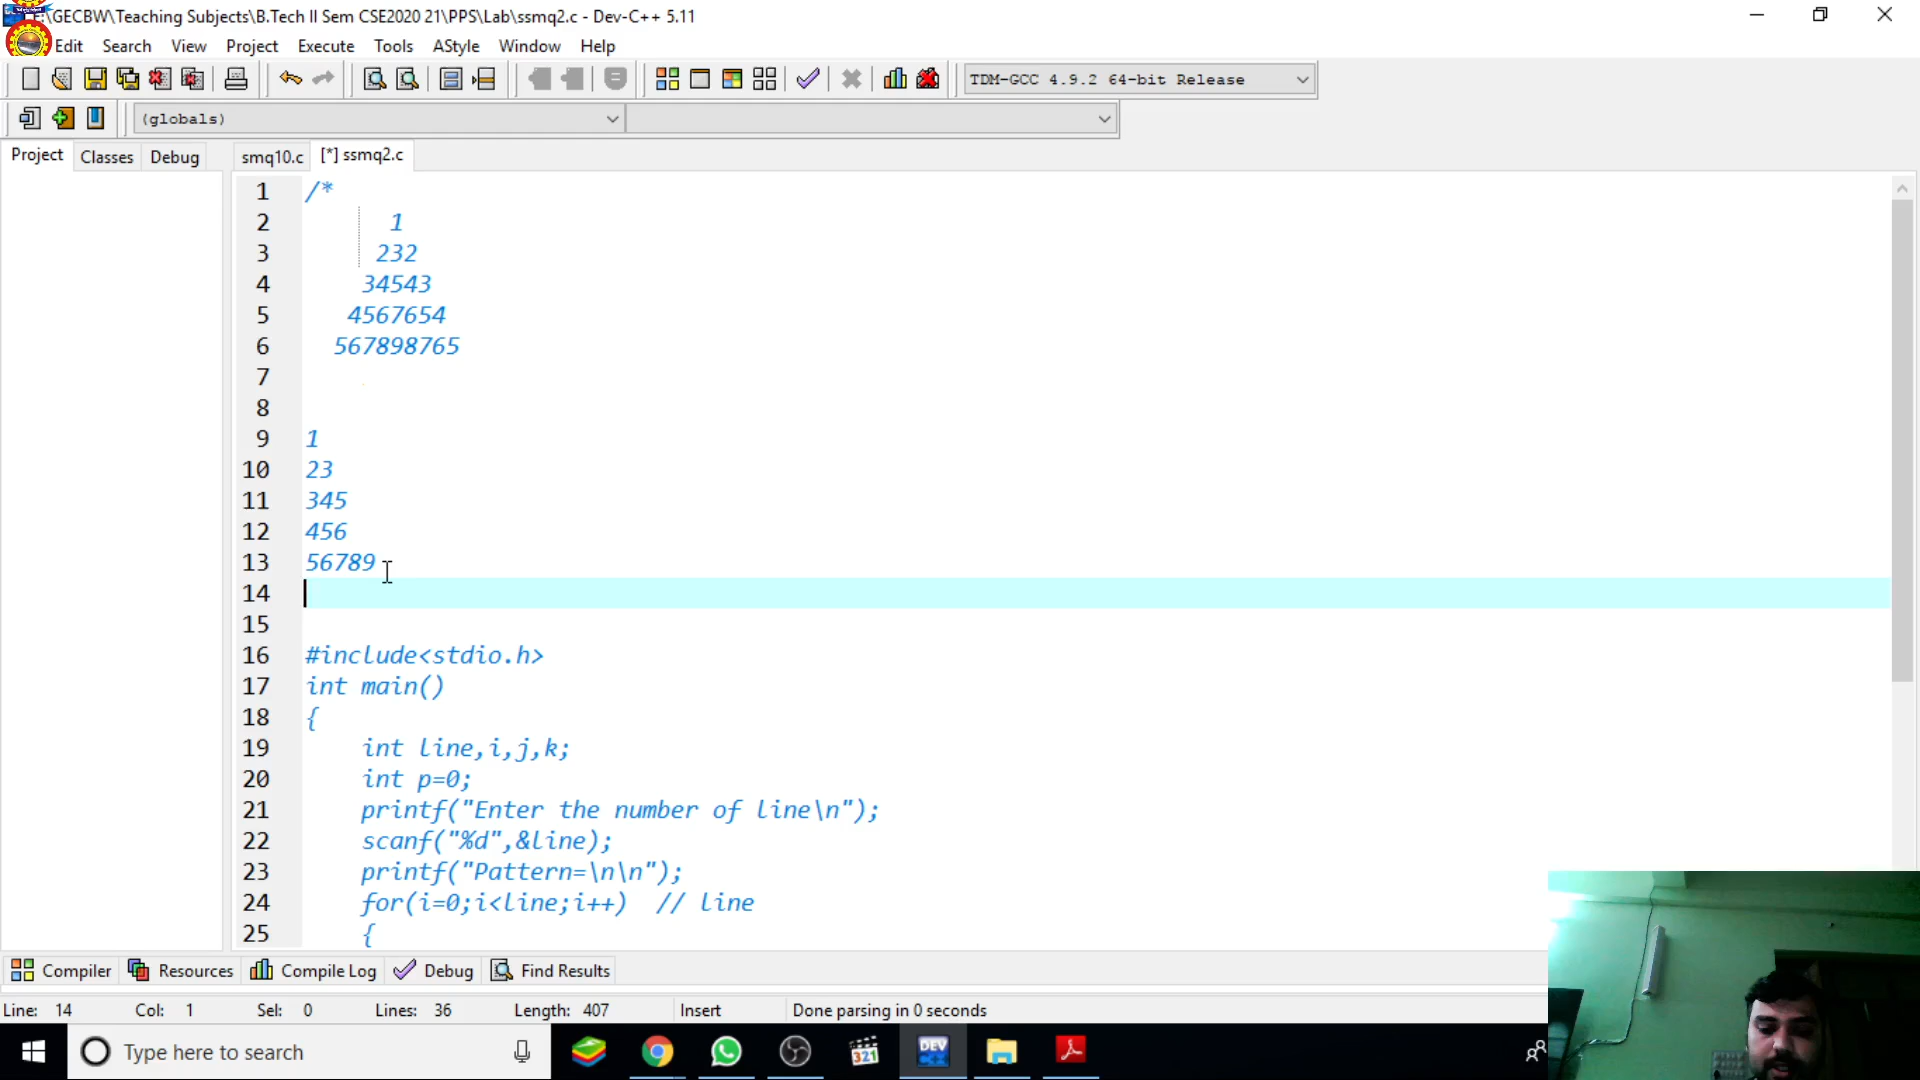 :\GECBW\Teaching Subjects\B.Tech II Sem CSE2020 21\PPS\Lab\ssmq2.c - Dev-C++ 5.11
Edit Search View Project Execute Tools AStyle Window Help
TDM-GCC 4.9.2 64-bit Release
(globals)
Project Classes Debug smq10.c [*] ssmq2.c
1 /*
2 1
3 232
4 34543
5 4567654
6 567898765
7
8
9 1
10 23
11 345
12 456
13 56789
14
15
16 #include<stdio.h>
17 int main()
18 {
19 int line,i,j,k;
20 int p=0;
21 printf("Enter the number of line\n");
22 scanf("%d",&line);
23 printf("Pattern=\n\n");
24 for(i=0;i<line;i++) // line
25 {
Compiler Resources Compile Log Debug Find Results
Line: 14 Col: 1 Sel: 0 Lines: 36 Length: 407 Insert Done parsing in 0 seconds
Type here to search 321 DEV C++